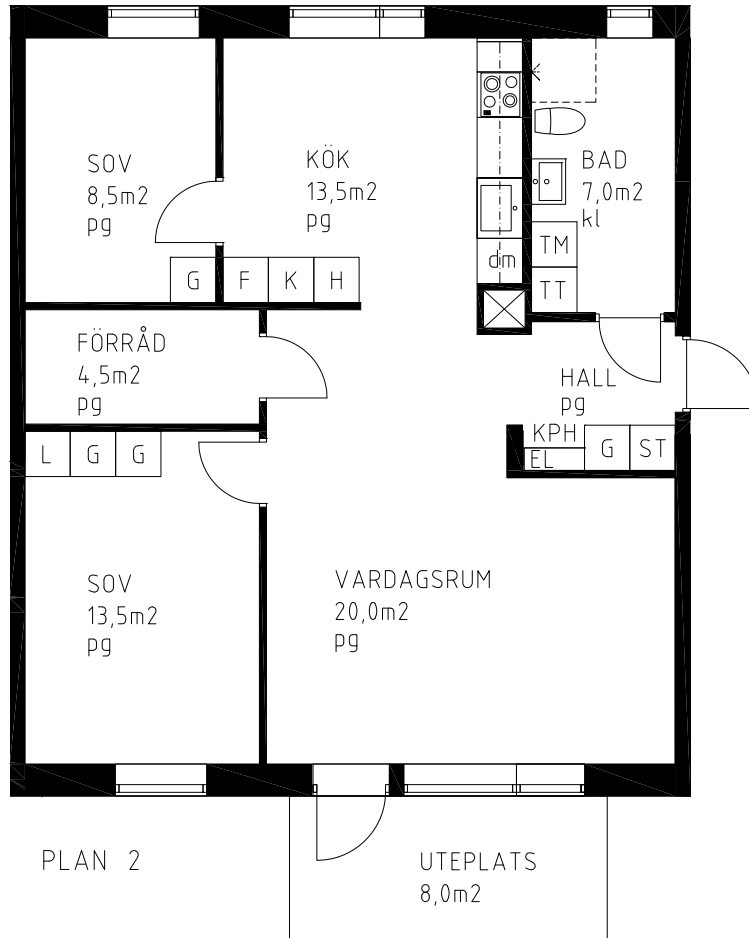 SOV
8,5m2
pg
KÖK
13,5m2
pg
BAD
7,0m2
kl
TM
TT
dm
G
F
K
H
FÖRRÅD
4,5m2
pg
HALL
pg
KPH
EL
G
ST
L
G
G
SOV
13,5m2
pg
VARDAGSRUM
20,0m2
pg
PLAN 2
UTEPLATS
8,0m2